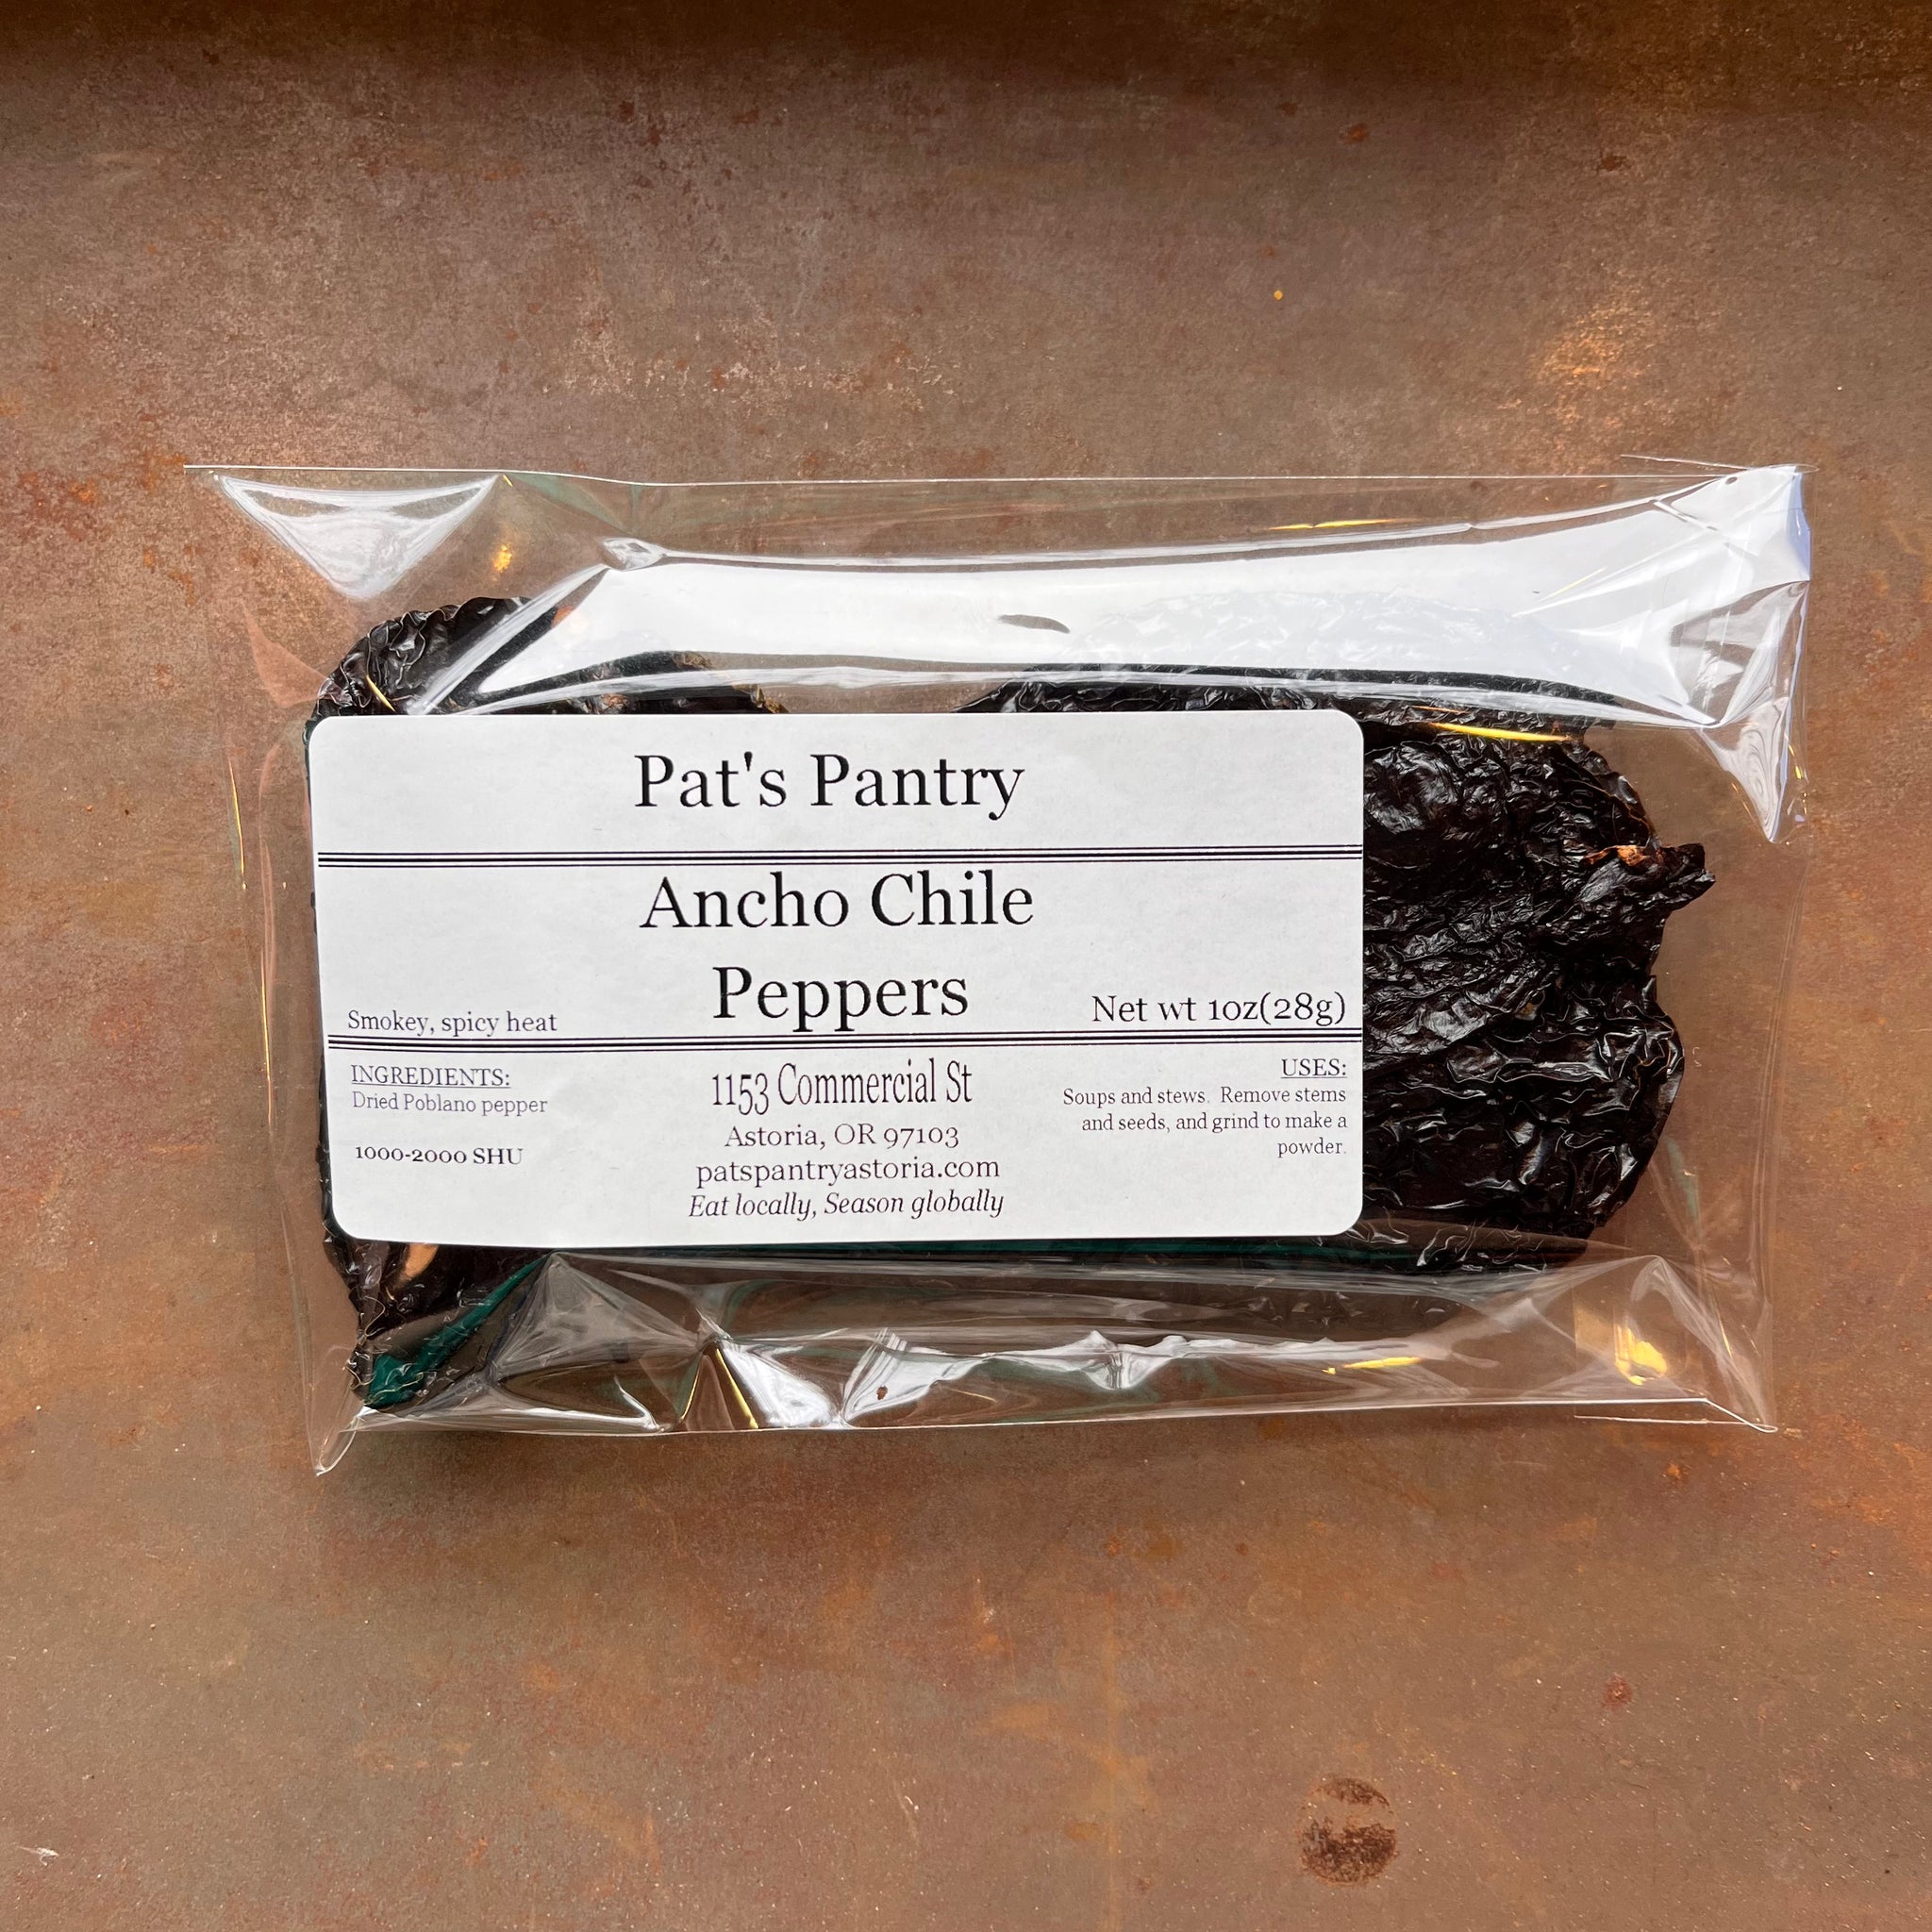 Pat's Pantry
Ancho Chile
Peppers
Smokey, spicy heat
Net wt 1oz(28g)
INGREDIENTS:
Dried Poblano pepper
1000-2000 SHU
1153 Commercial St
Astoria, OR 97103
patspantryastoria.com
Eat locally, Season globally
USES:
Soups and stews. Remove stems
and seeds, and grind to make a
powder.